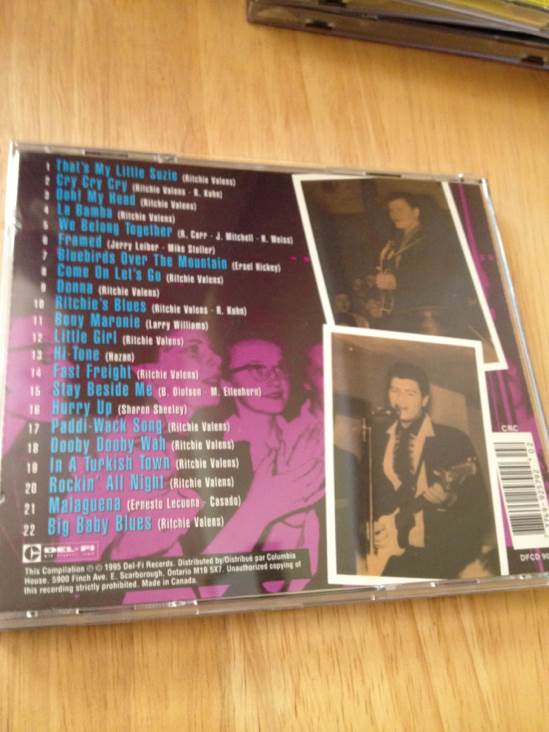 1 That's My Little Suzie (Ritchie Valens)
2 Cry Cry Cry (Ritchie Valens - R. Kuhn)
3 Ooh! My Head (Ritchie Valens)
4 La Bamba (Ritchie Valens)
5 We Belong Together (R. Carr - J. Mitchell - H. Weiss)
6 Framed (Jerry Leiber - Mike Stoller)
7 Bluebirds Over The Mountain (Ersel Hickey)
8 Come On Let's Go (Ritchie Valens)
9 Donna (Ritchie Valens)
10 Ritchie's Blues (Ritchie Valens - R. Kuhn)
11 Bony Maronie (Larry Williams)
12 Little Girl (Ritchie Valens)
13 Hi-Tone (Hazan)
14 Fast Freight (Ritchie Valens)
15 Stay Beside Me (B. Olofson - M. Ellenhorn)
16 Hurry Up (Sharon Sheeley)
17 Paddi-Wack Song (Ritchie Valens)
18 Dooby Dooby Wah (Ritchie Valens)
19 In A Turkish Town (Ritchie Valens)
20 Rockin' All Night (Ritchie Valens)
21 Malaguena (Ernesto Lecuona - Casado)
22 Big Baby Blues (Ritchie Valens)
DEL-FI
This Compilation ℗ © 1995 Del-Fi Records. Distributed/Distribué par Columbia
House. 5900 Finch Ave. E. Scarborough, Ontario M1B 5X7. Unauthorized copying of
this recording strictly prohibited. Made in Canada.
CRC
02
DFCD